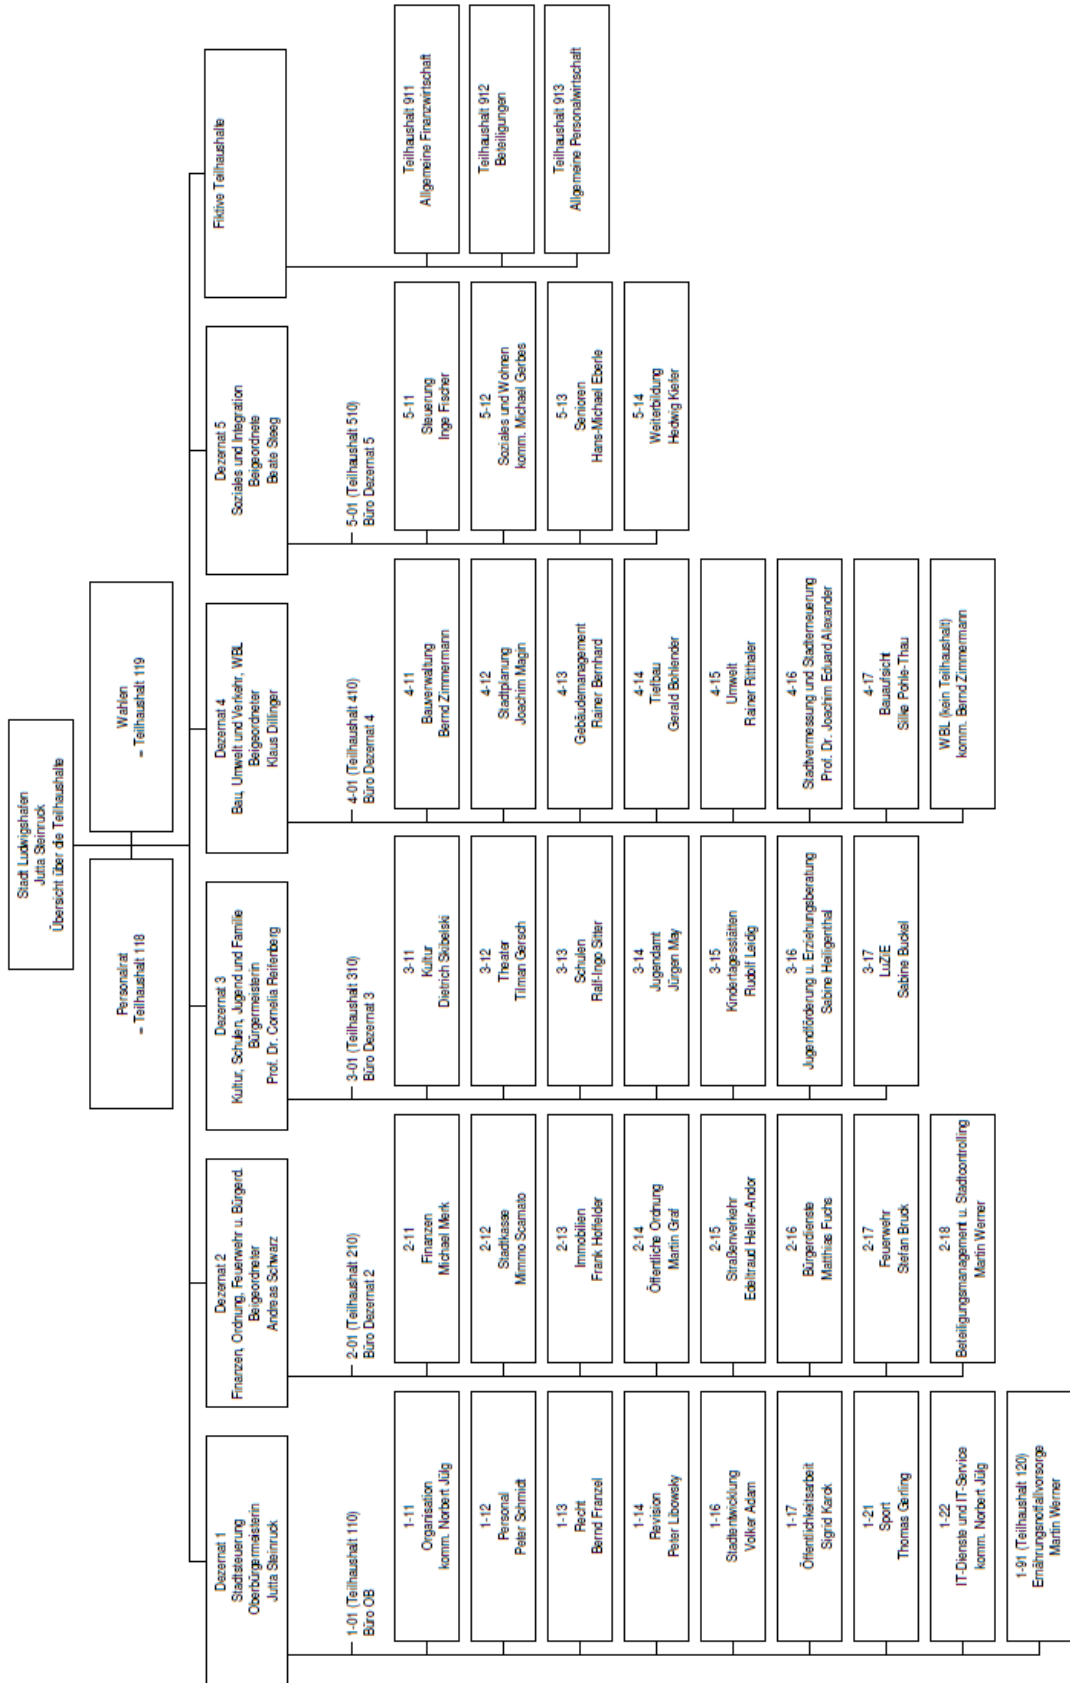 Stadt Ludwigshafen
Jutta Steinruck
Übersicht über die Teilhaushalte
Personalrat
= Teilhaushalt 118
Wahlen
= Teilhaushalt 119
Dezernat 1
Stadtsteuerung
Oberbürgermeisterin
Jutta Steinruck
1-01 (Teilhaushalt 110)
Büro OB
1-11
Organisation
komm. Norbert Jülg
1-12
Personal
Peter Schmidt
1-13
Recht
Bernd Franzel
1-14
Revision
Peter Libowsky
1-16
Stadtentwicklung
Volker Adam
1-17
Öffentlichkeitsarbeit
Sigrid Karck
1-21
Sport
Thomas Gerling
1-22
IT-Dienste und IT-Service
komm. Norbert Jülg
1-91 (Teilhaushalt 120)
Ernährungsnotfallvorsorge
Martin Werner
Dezernat 2
Finanzen, Ordnung, Feuerwehr u. Bürgerd.
Beigeordneter
Andreas Schwarz
2-01 (Teilhaushalt 210)
Büro Dezernat 2
2-11
Finanzen
Michael Merk
2-12
Stadtkasse
Mimmo Scarnato
2-13
Immobilien
Frank Hoffelder
2-14
Öffentliche Ordnung
Martin Graf
2-15
Straßenverkehr
Edeltraud Heller-Andor
2-16
Bürgerdienste
Matthias Fuchs
2-17
Feuerwehr
Stefan Bruck
2-18
Beteiligungsmanagement u. Stadtcontrolling
Martin Werner
Dezernat 3
Kultur, Schulen, Jugend und Familie
Bürgermeisterin
Prof. Dr. Cornelia Reifenberg
3-01 (Teilhaushalt 310)
Büro Dezernat 3
3-11
Kultur
Dietrich Skibelski
3-12
Theater
Tilman Gersch
3-13
Schulen
Ralf-Ingo Sitter
3-14
Jugendamt
Jürgen May
3-15
Kindertagesstätten
Rudolf Leidig
3-16
Jugendförderung u. Erziehungsberatung
Sabine Heiligenthal
3-17
LuZiE
Sabine Buckel
Dezernat 4
Bau, Umwelt und Verkehr, WBL
Beigeordneter
Klaus Dillinger
4-01 (Teilhaushalt 410)
Büro Dezernat 4
4-11
Bauverwaltung
Bernd Zimmermann
4-12
Stadtplanung
Joachim Magin
4-13
Gebäudemanagement
Rainer Bernhard
4-14
Tiefbau
Gerald Bohlender
4-15
Umwelt
Rainer Ritthaler
4-16
Stadtvermessung und Stadterneuerung
Prof. Dr. Joachim Eduard Alexander
4-17
Bauaufsicht
Silke Pohle-Thau
WBL (kein Teilhaushalt)
komm. Bernd Zimmermann
Dezernat 5
Soziales und Integration
Beigeordnete
Beate Steeg
5-01 (Teilhaushalt 510)
Büro Dezernat 5
5-11
Steuerung
Inge Fischer
5-12
Soziales und Wohnen
komm. Michael Gerbes
5-13
Senioren
Hans-Michael Eberle
5-14
Weiterbildung
Hedwig Kiefer
Fiktive Teilhaushalte
Teilhaushalt 911
Allgemeine Finanzwirtschaft
Teilhaushalt 912
Beteiligungen
Teilhaushalt 913
Allgemeine Personalwirtschaft